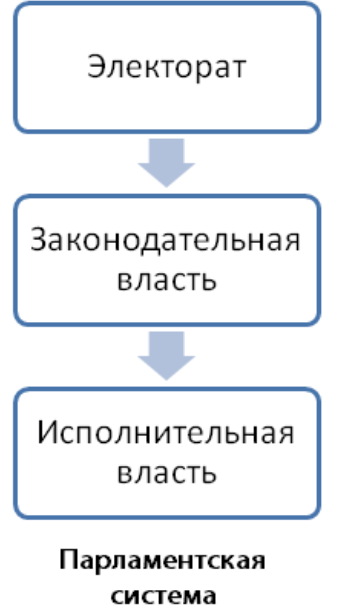 Электорат
Законодательная
власть
Исполнительная
власть
Парламентская
система